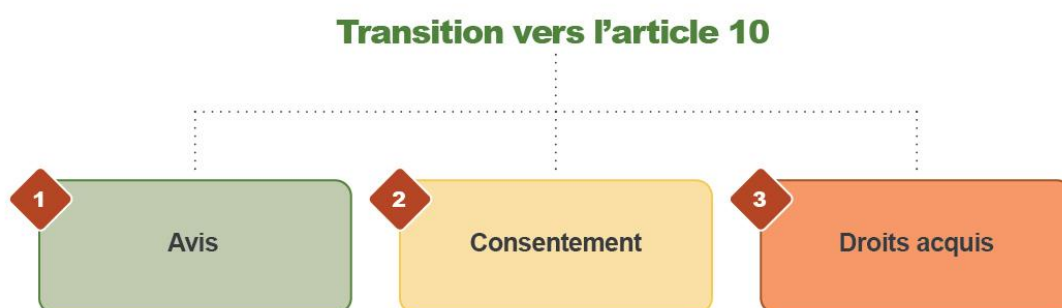 Transition vers l’article 10
1
Avis
2
Consentement
3
Droits acquis